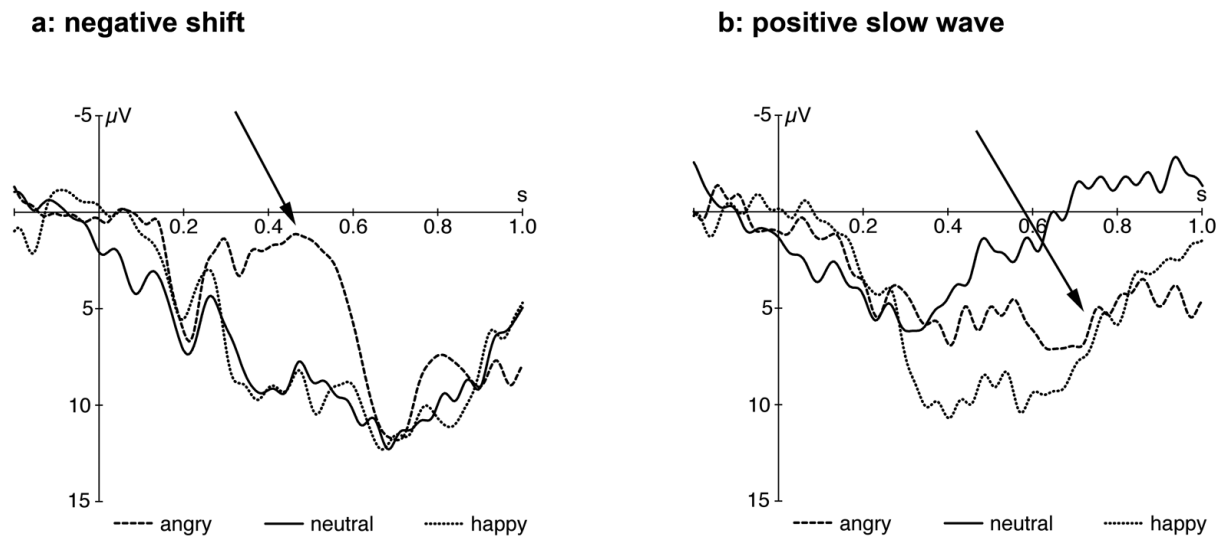 a: negative shift
-5 µV
s
0.2 0.4 0.6 0.8 1.0
5
10
15
angry neutral happy
b: positive slow wave
-5 µV
s
0.2 0.4 0.6 0.8 1.0
5
10
15
angry neutral happy